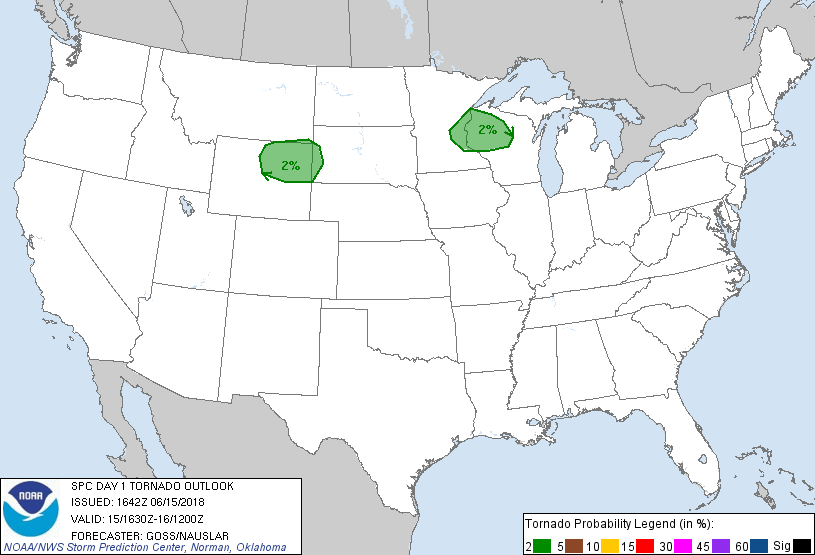 2%
2%
NOAA
SPC DAY 1 TORNADO OUTLOOK
ISSUED: 1642Z 06/15/2018
VALID: 15/1630Z-16/1200Z
FORECASTER: GOSS/NAUSLAR
NOAA/NWS Storm Prediction Center, Norman, Oklahoma
Tornado Probability Legend (in %):
2 5 10 15 30 45 60 Sig